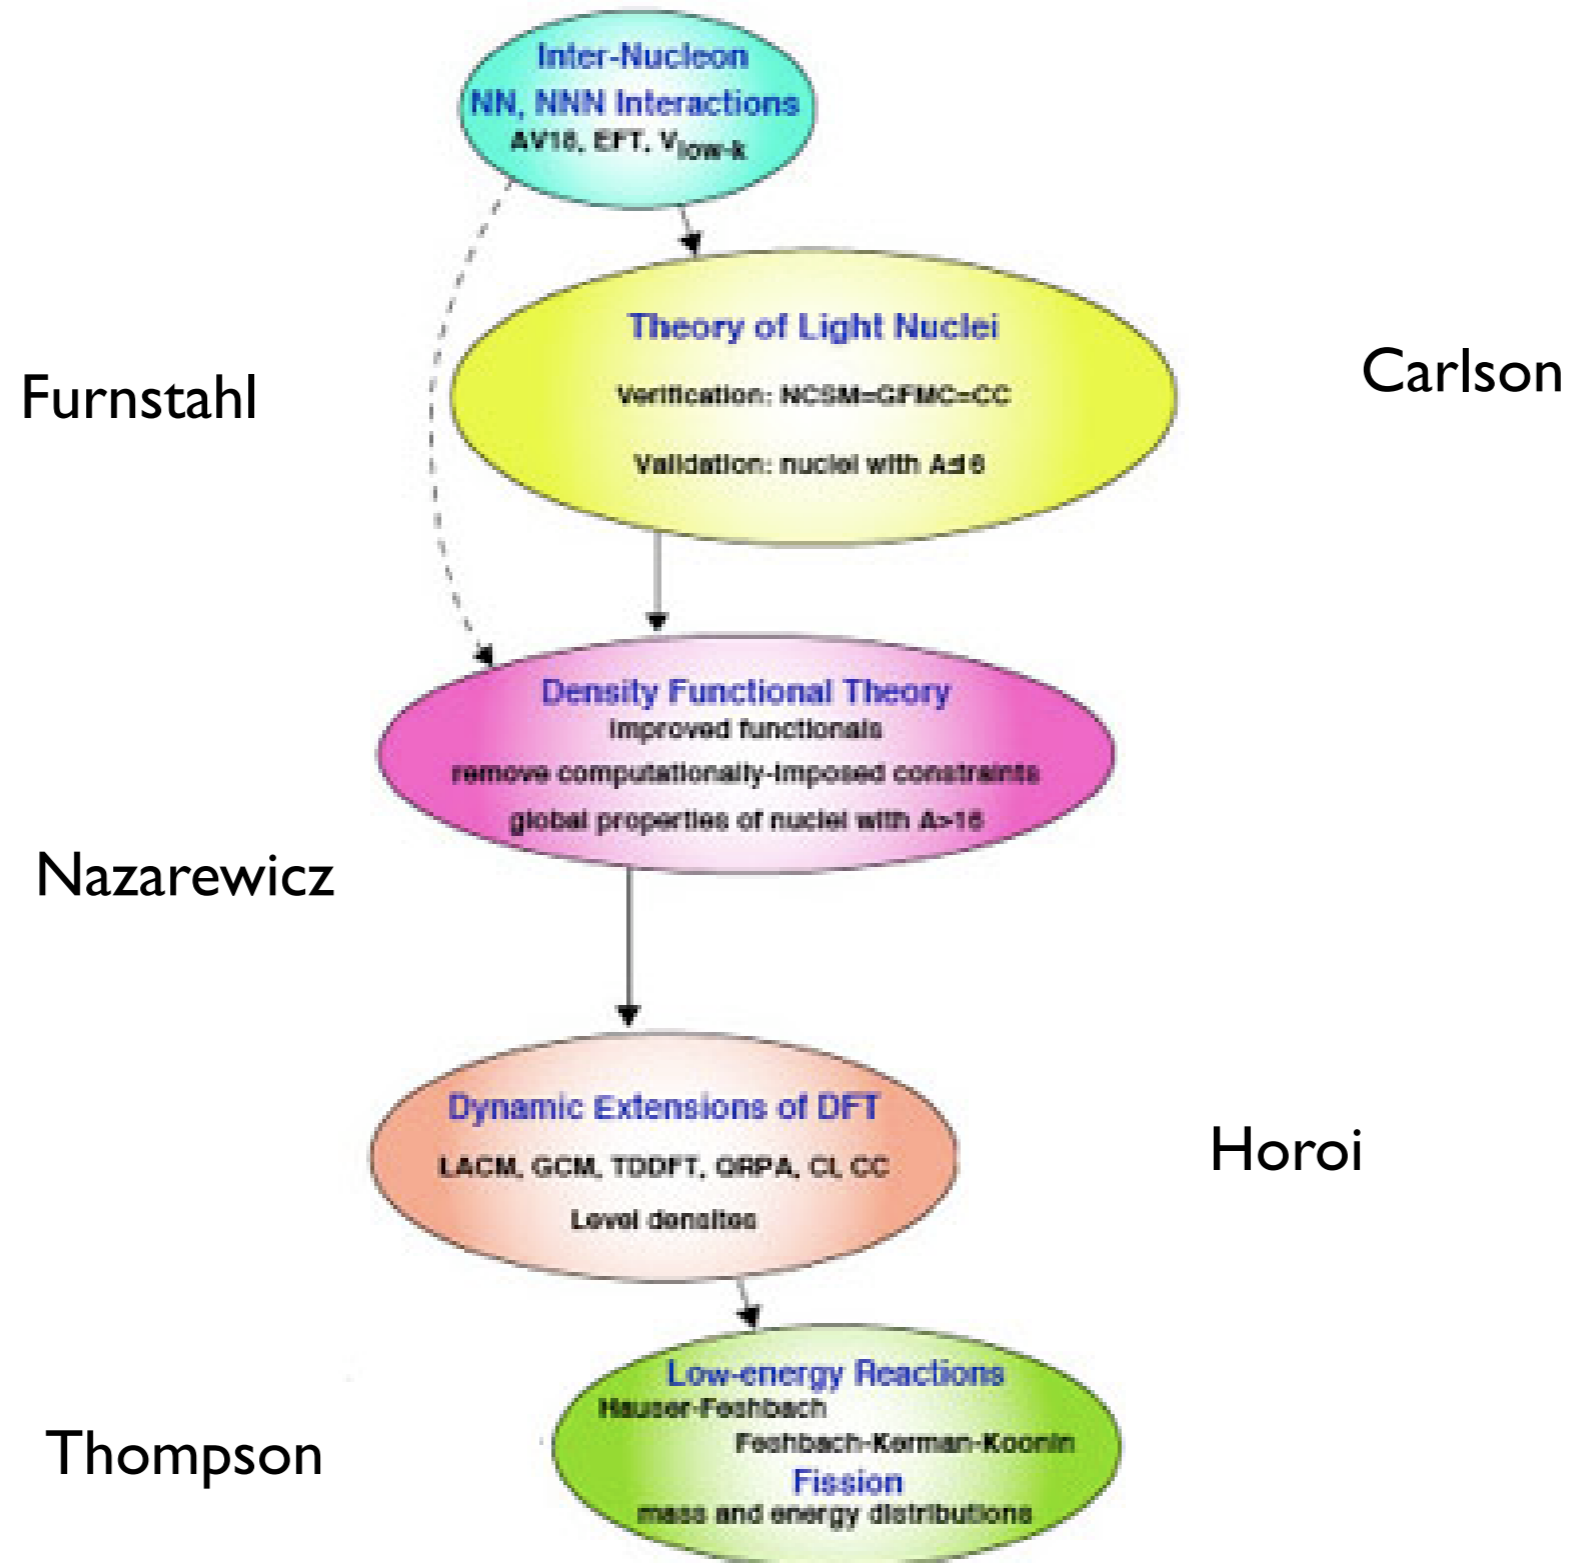 Inter-Nucleon
NN, NNN Interactions
AV18, EFT, Vlow-k
Theory of Light Nuclei
Verification: NCSM=GFMC=CC
Validation: nuclei with A≤16
Furnstahl
Carlson
Density Functional Theory
improved functionals
remove computationally-imposed constraints
global properties of nuclei with A>16
Nazarewicz
Dynamic Extensions of DFT
LACM, GCM, TDDFT, QRPA, CI, CC
Level densites
Horoi
Low-energy Reactions
Hauser-Feshbach
Feshbach-Kerman-Koonin
Fission
mass and energy distributions
Thompson